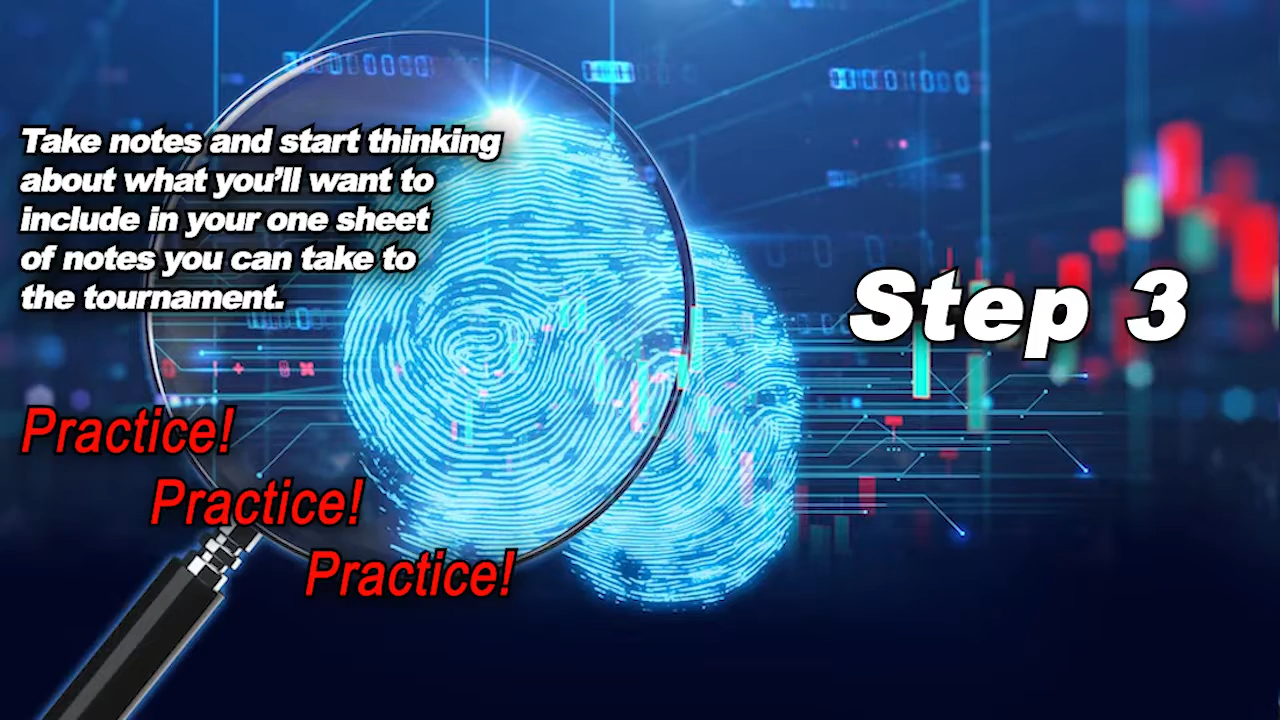 Take notes and start thinking
about what you'll want to
include in your one sheet
of notes you can take to
the tournament.
Step 3
Practice!
Practice!
Practice!